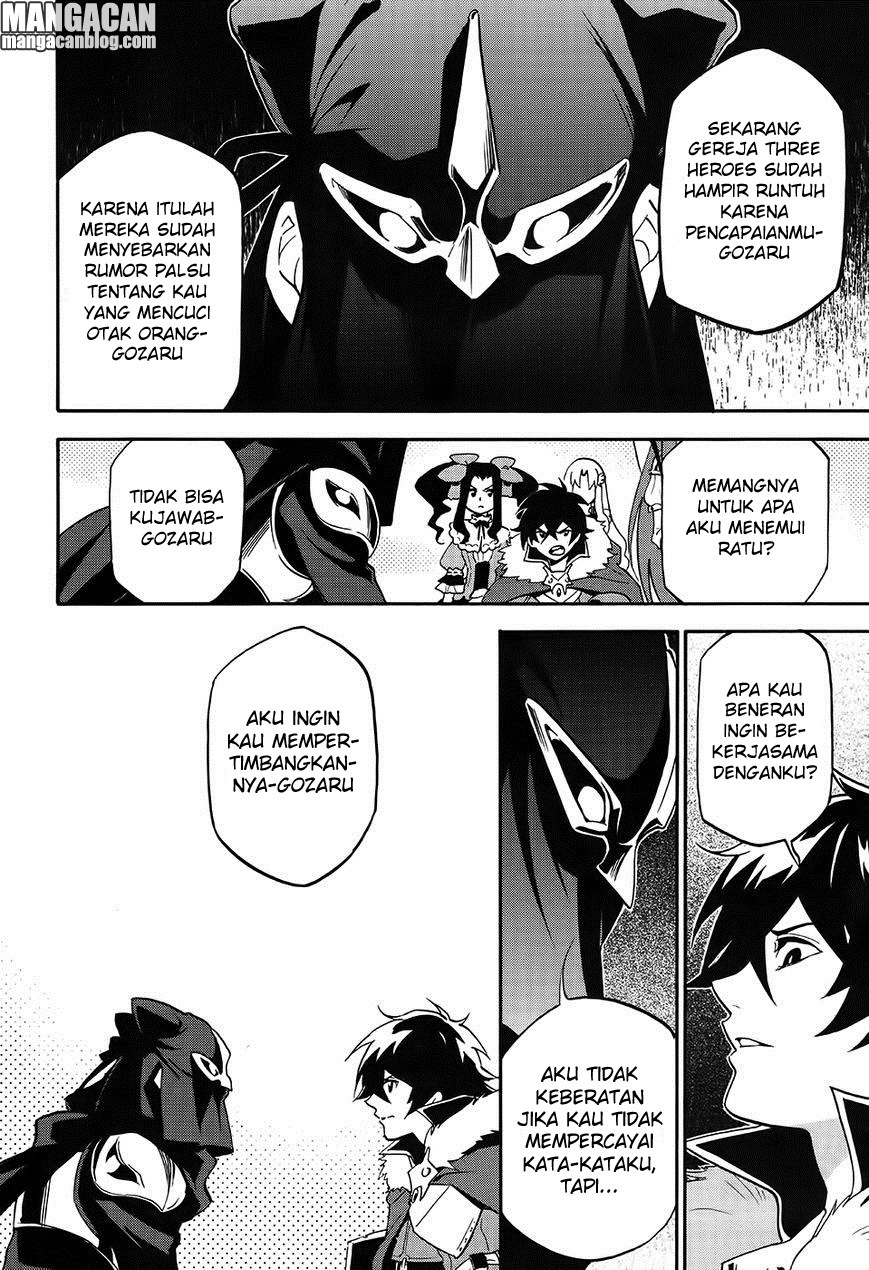 MANGACAN
mangacanblog.com
SEKARANG
GEREJA THREE
HEROES SUDAH
HAMPIR RUNTUH
KARENA
PENCAPAIANMU-
GOZARU
KARENA ITULAH
MEREKA SUDAH
MENYEBARKAN
RUMOR PALSU
TENTANG KAU
YANG MENCUCI
OTAK ORANG-
GOZARU
MEMANGNYA
UNTUK APA
AKU MENEMUI
RATU?
TIDAK BISA
KUJAWAB-
GOZARU
APA KAU
BENERAN
INGIN BE-
KERJASAMA
DENGANKU?
AKU TIDAK
KEBERATAN
JIKA KAU TIDAK
MEMPERCAYAI
KATA-KATAKU,
TAPI...
AKU INGIN
KAU MEMPER-
TIMBANGKAN-
NYA-GOZARU